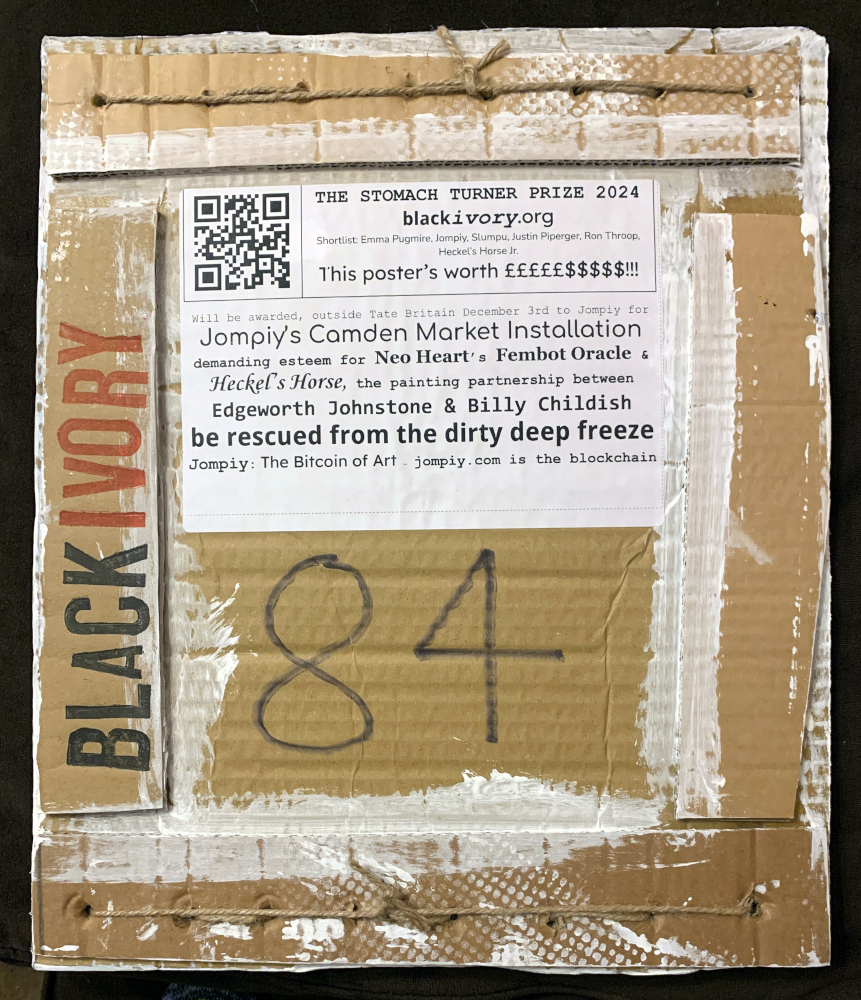 THE STOMACH TURNER PRIZE 2024
blackivory.org
Shortlist: Emma Pugmire, Jompiy, Slumpu, Justin Piperger, Ron Throop,
Heckel's Horse Jr.
This poster's worth £££££$$$$$!!!
Will be awarded, outside Tate Britain December 3rd to Jompiy for
Jompiy's Camden Market Installation
demanding esteem for Neo Heart's Fembot Oracle &
Heckel's Horse, the painting partnership between
Edgeworth Johnstone & Billy Childish
be rescued from the dirty deep freeze
Jompiy: The Bitcoin of Art - jompiy.com is the blockchain
BLACKIVORY
84